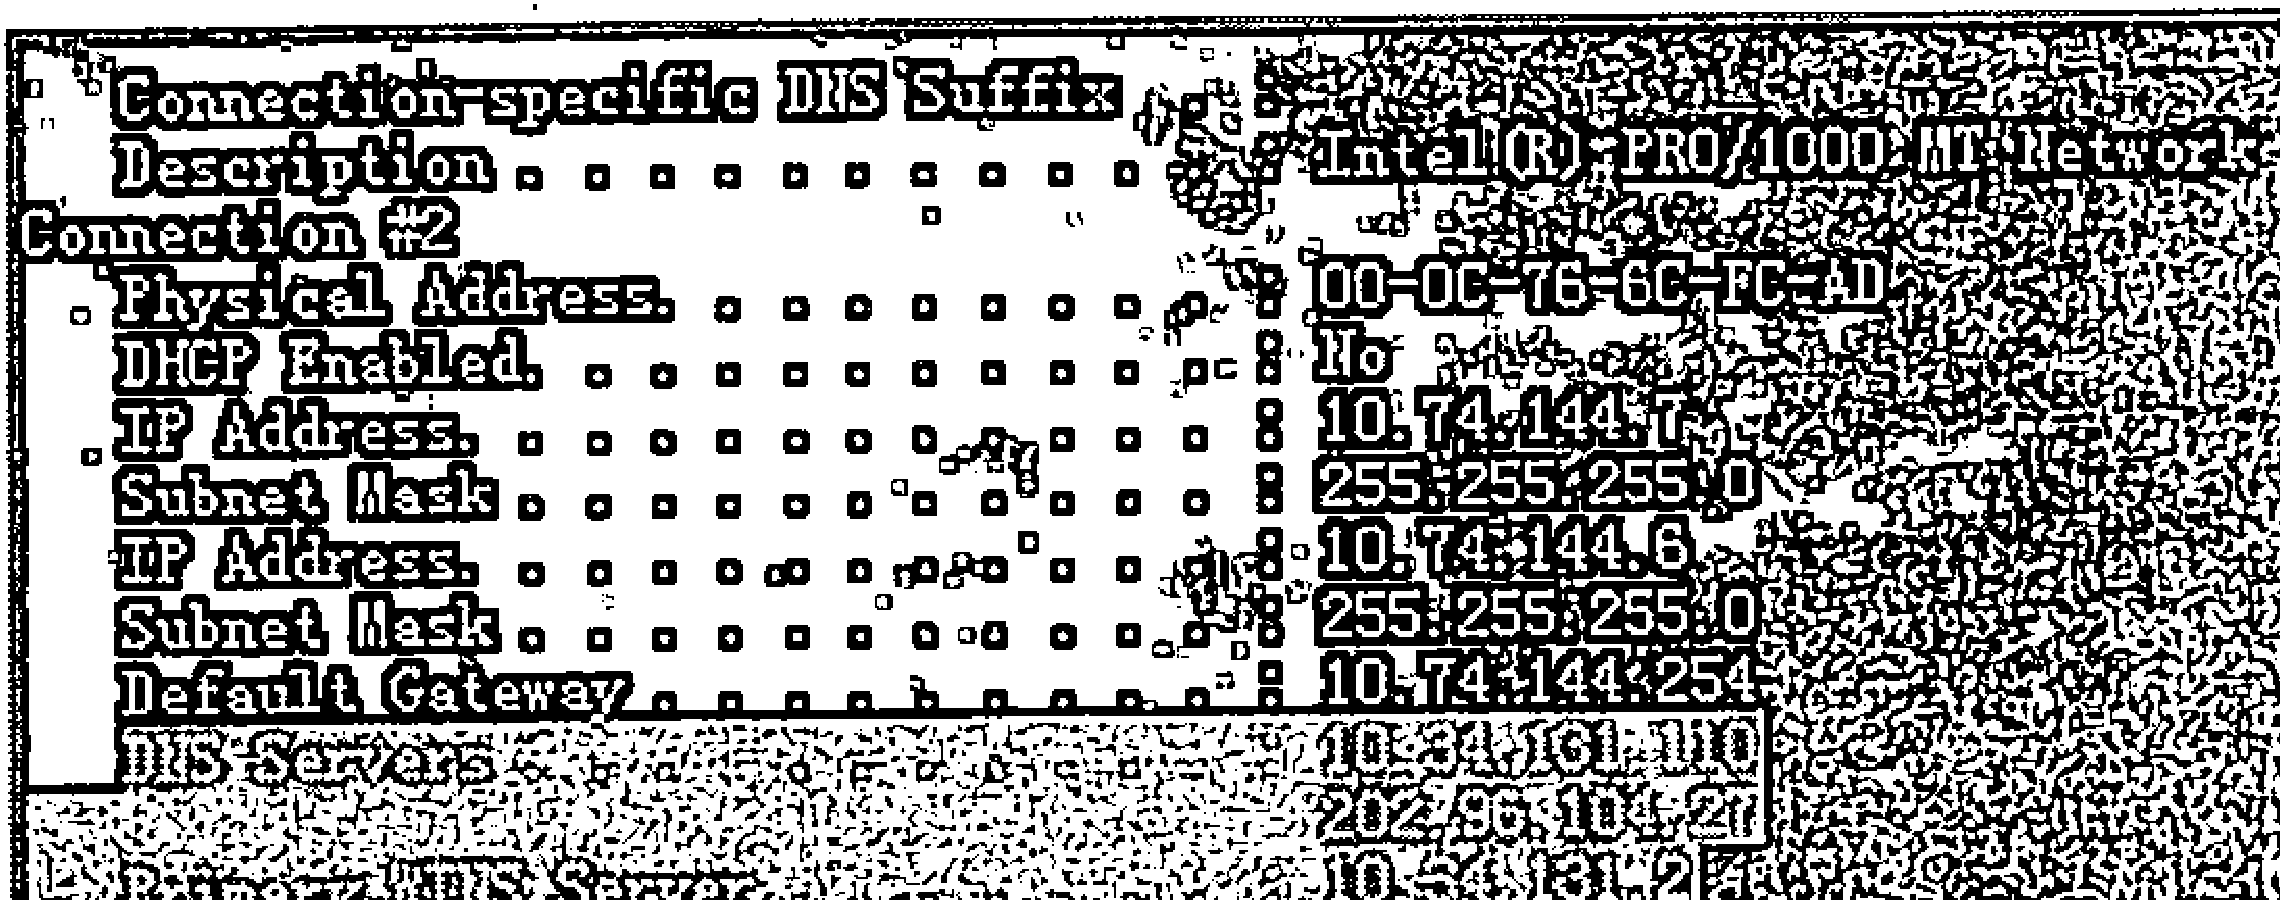 Connection-specific DNS Suffix . :
Description . . . . . . . . . . . : Intel(R) PRO/1000 MT Network
Connection #2
Physical Address. . . . . . . . . : 00-0C-76-6C-FC-AD
DHCP Enabled. . . . . . . . . . . : No
IP Address. . . . . . . . . . . . : 10.74.144.7
Subnet Mask . . . . . . . . . . . : 255.255.255.0
IP Address. . . . . . . . . . . . : 10.74.144.6
Subnet Mask . . . . . . . . . . . : 255.255.255.0
Default Gateway . . . . . . . . . : 10.74.144.254
DNS Servers . . . . . . . . . . . :
Server